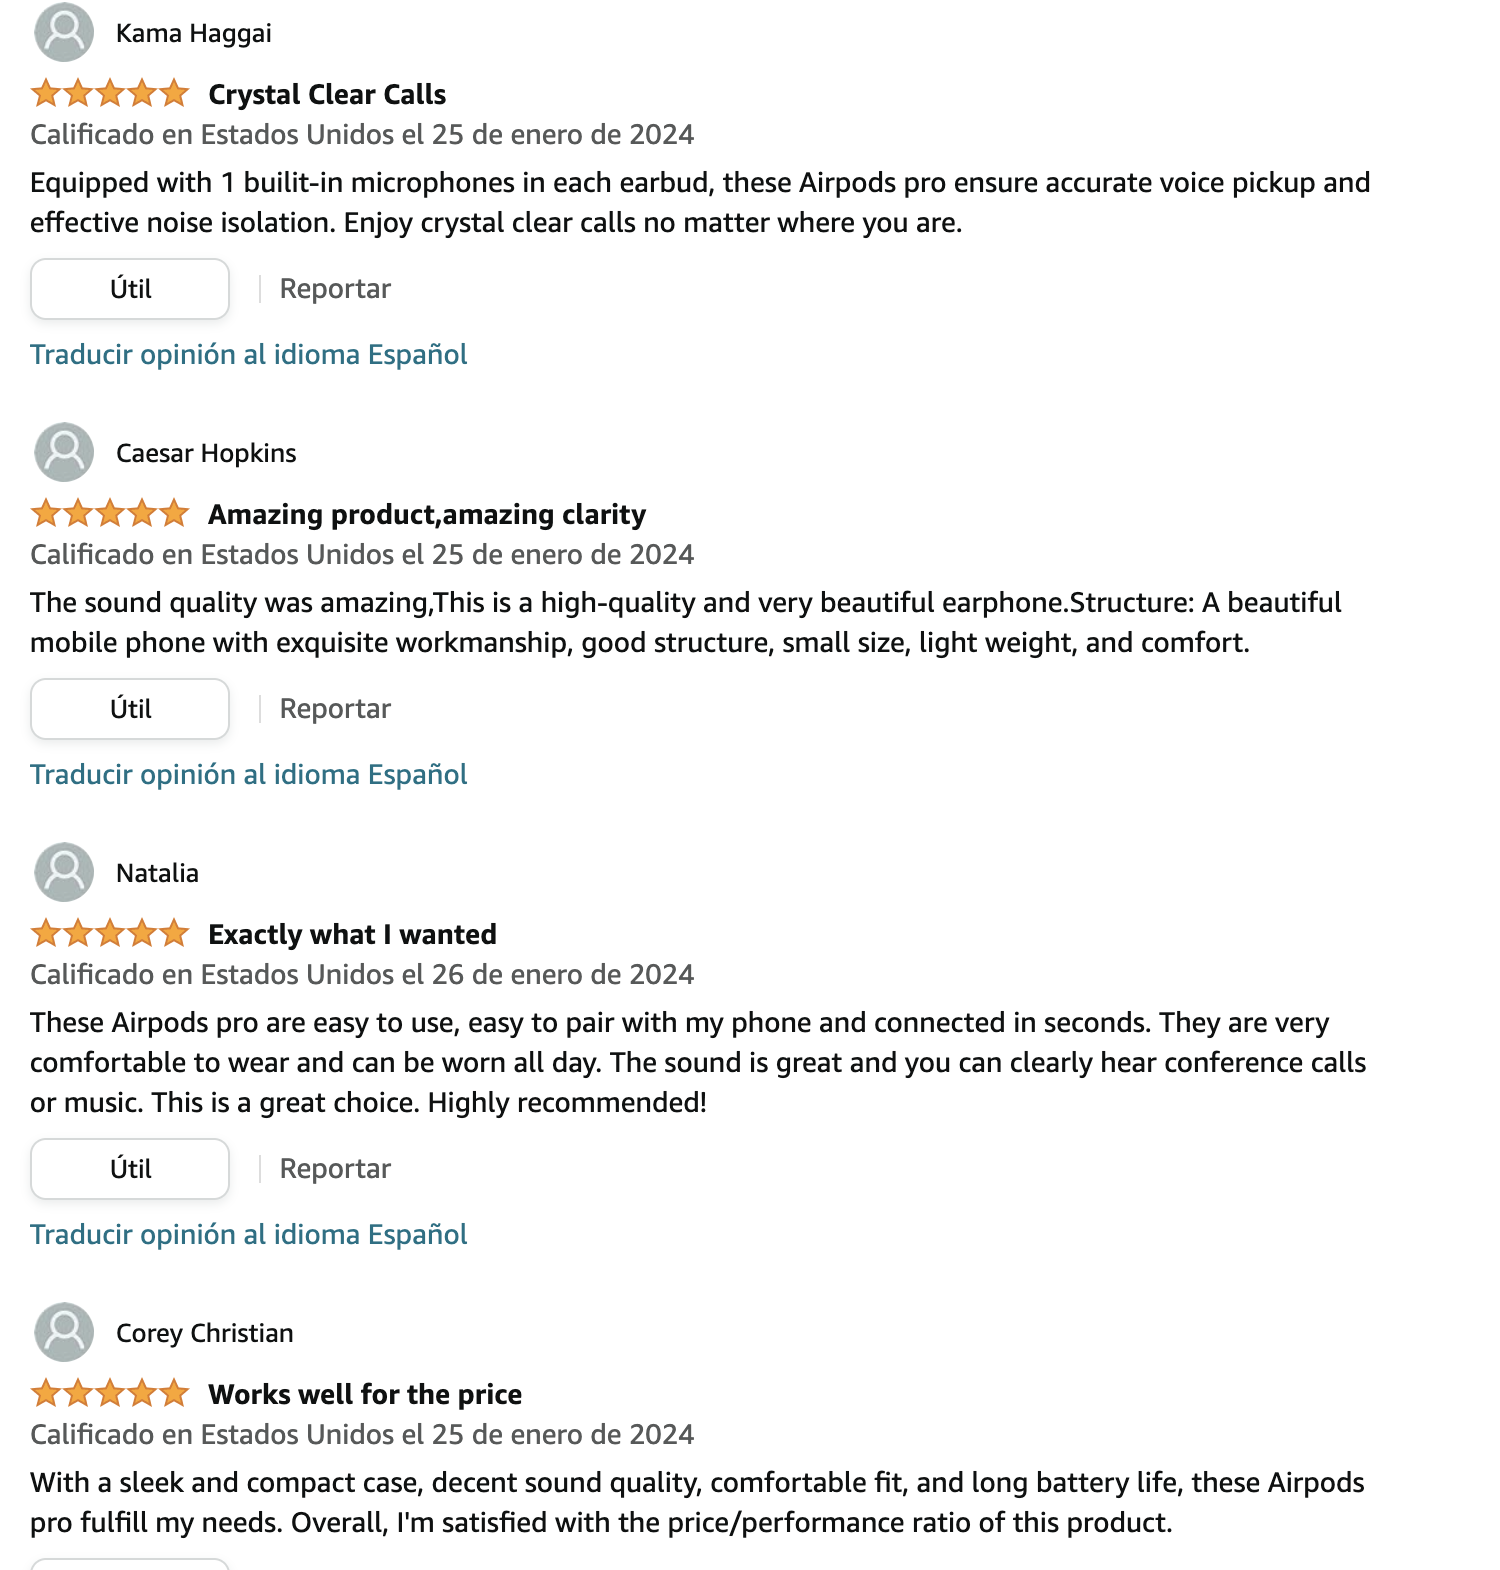 Kama Haggai
Crystal Clear Calls
Calificado en Estados Unidos el 25 de enero de 2024
Equipped with 1 builit-in microphones in each earbud, these Airpods pro ensure accurate voice pickup and
effective noise isolation. Enjoy crystal clear calls no matter where you are.
Útil
Reportar
Traducir opinión al idioma Español
Caesar Hopkins
Amazing product,amazing clarity
Calificado en Estados Unidos el 25 de enero de 2024
The sound quality was amazing,This is a high-quality and very beautiful earphone.Structure: A beautiful
mobile phone with exquisite workmanship, good structure, small size, light weight, and comfort.
Útil
Reportar
Traducir opinión al idioma Español
Natalia
Exactly what I wanted
Calificado en Estados Unidos el 26 de enero de 2024
These Airpods pro are easy to use, easy to pair with my phone and connected in seconds. They are very
comfortable to wear and can be worn all day. The sound is great and you can clearly hear conference calls
or music. This is a great choice. Highly recommended!
Útil
Reportar
Traducir opinión al idioma Español
Corey Christian
Works well for the price
Calificado en Estados Unidos el 25 de enero de 2024
With a sleek and compact case, decent sound quality, comfortable fit, and long battery life, these Airpods
pro fulfill my needs. Overall, I'm satisfied with the price/performance ratio of this product.